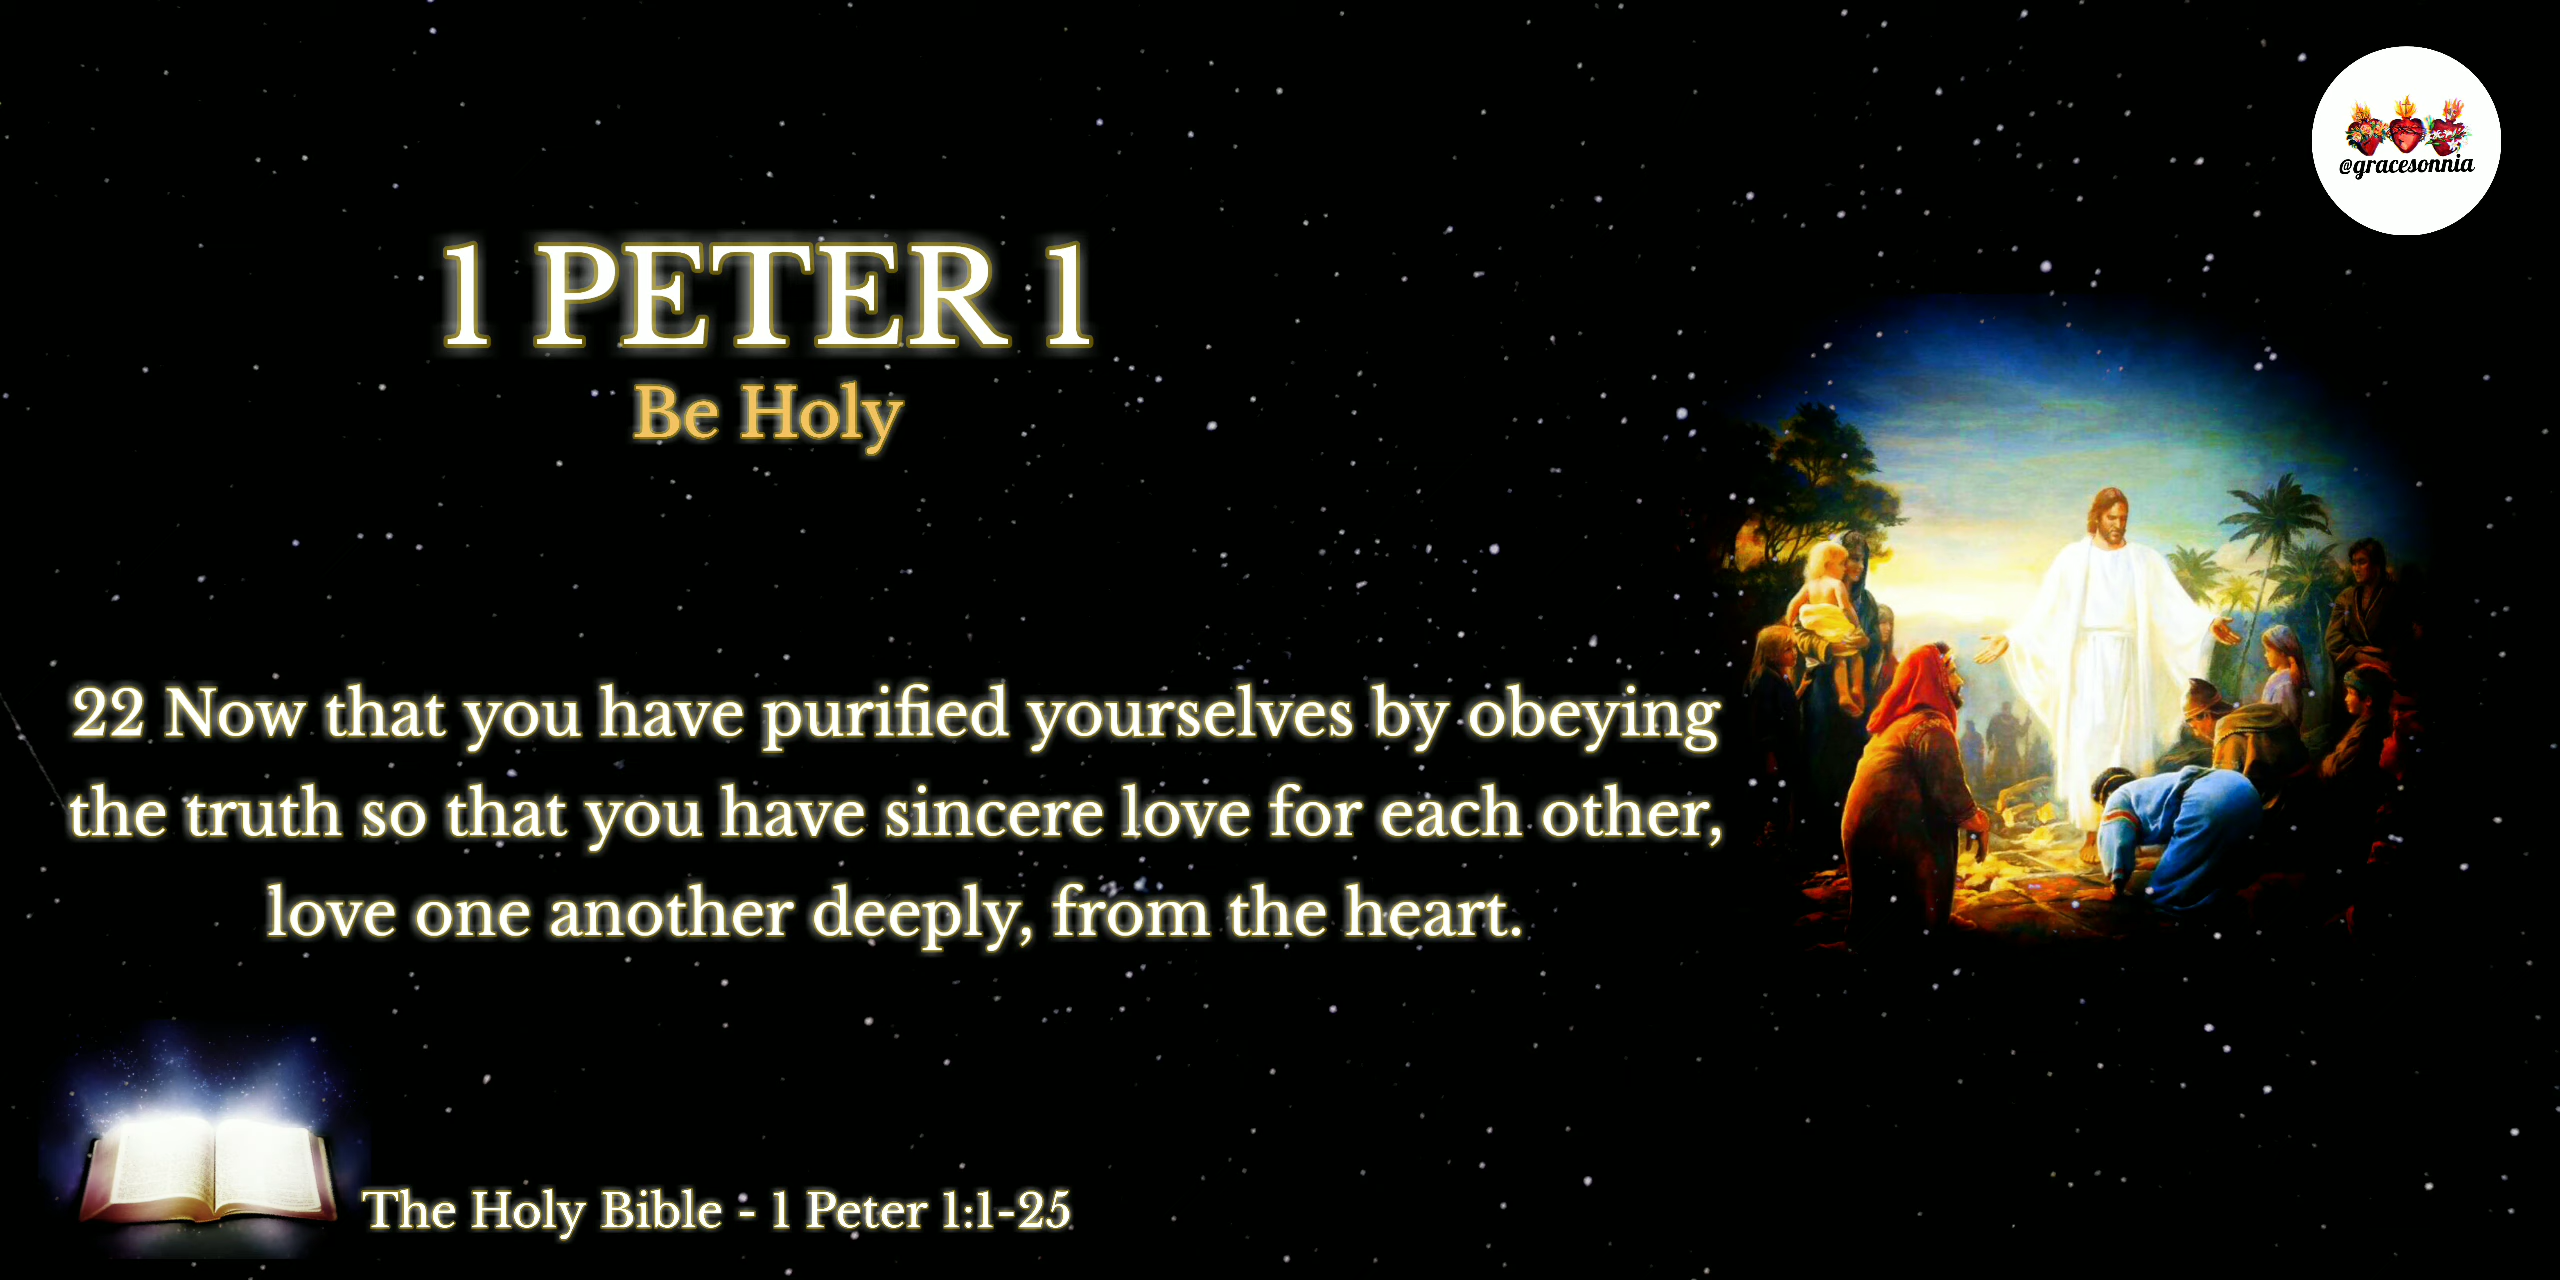 @gracesonnia
1 PETER 1
Be Holy
22 Now that you have purified yourselves by obeying
the truth so that you have sincere love for each other,
love one another deeply, from the heart.
The Holy Bible - 1 Peter 1:1-25